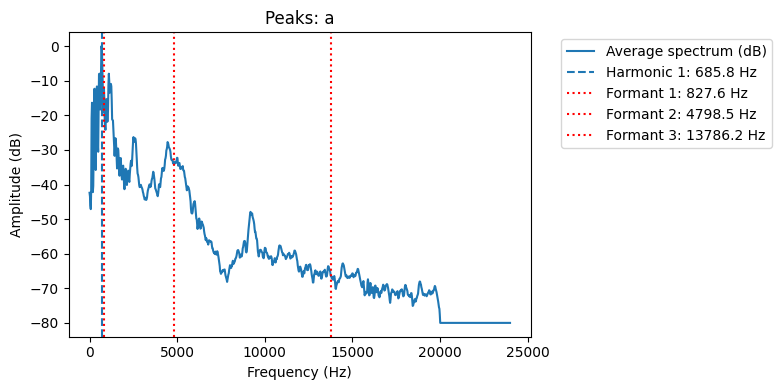 Peaks: a
Average spectrum (dB)
Harmonic 1: 685.8 Hz
Formant 1: 827.6 Hz
Formant 2: 4798.5 Hz
Formant 3: 13786.2 Hz
Amplitude (dB)
0
−10
−20
−30
−40
−50
−60
−70
−80
0 5000 10000 15000 20000 25000
Frequency (Hz)